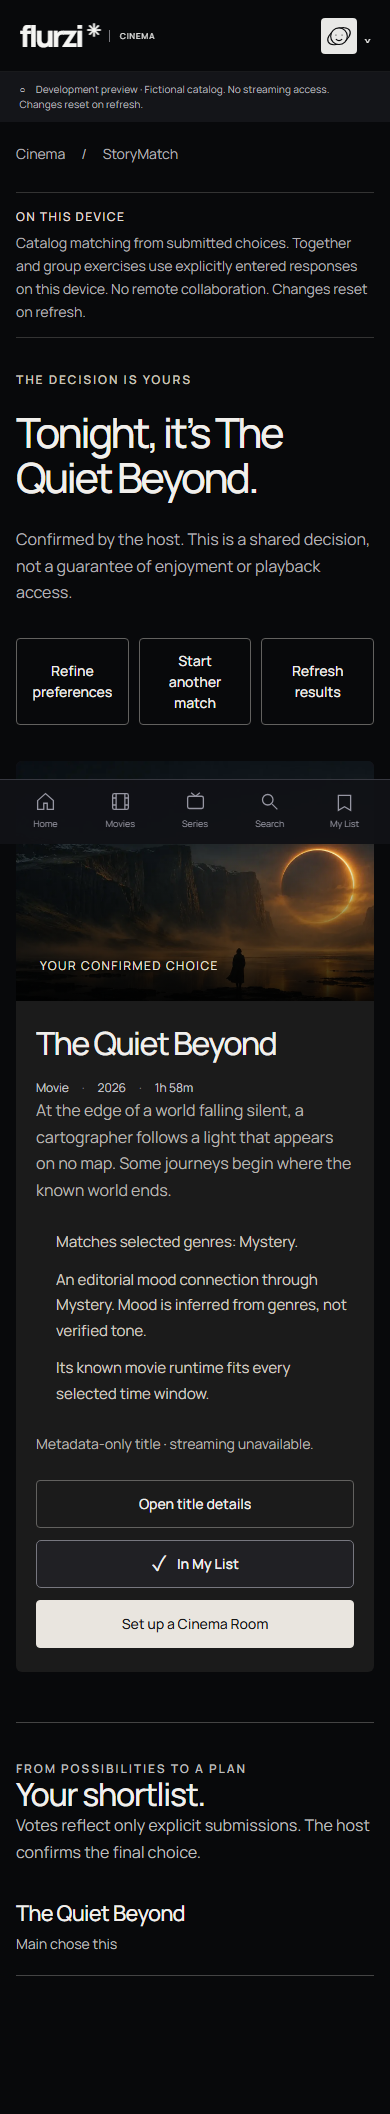 flurzi* | CINEMA
Development preview · Fictional catalog. No streaming access.
Changes reset on refresh.
Cinema / StoryMatch
ON THIS DEVICE
Catalog matching from submitted choices. Together
and group exercises use explicitly entered responses
on this device. No remote collaboration. Changes reset
on refresh.
THE DECISION IS YOURS
Tonight, it's The
Quiet Beyond.
Confirmed by the host. This is a shared decision,
not a guarantee of enjoyment or playback
access.
Refine
preferences
Start
another
match
Refresh
results
Home
Movies
Series
Search
My List
YOUR CONFIRMED CHOICE
The Quiet Beyond
Movie · 2026 · 1h 58m
At the edge of a world falling silent, a
cartographer follows a light that appears
on no map. Some journeys begin where the
known world ends.
Matches selected genres: Mystery.
An editorial mood connection through
Mystery. Mood is inferred from genres, not
verified tone.
Its known movie runtime fits every
selected time window.
Metadata-only title · streaming unavailable.
Open title details
✓ In My List
Set up a Cinema Room
FROM POSSIBILITIES TO A PLAN
Your shortlist.
Votes reflect only explicit submissions. The host
confirms the final choice.
The Quiet Beyond
Main chose this